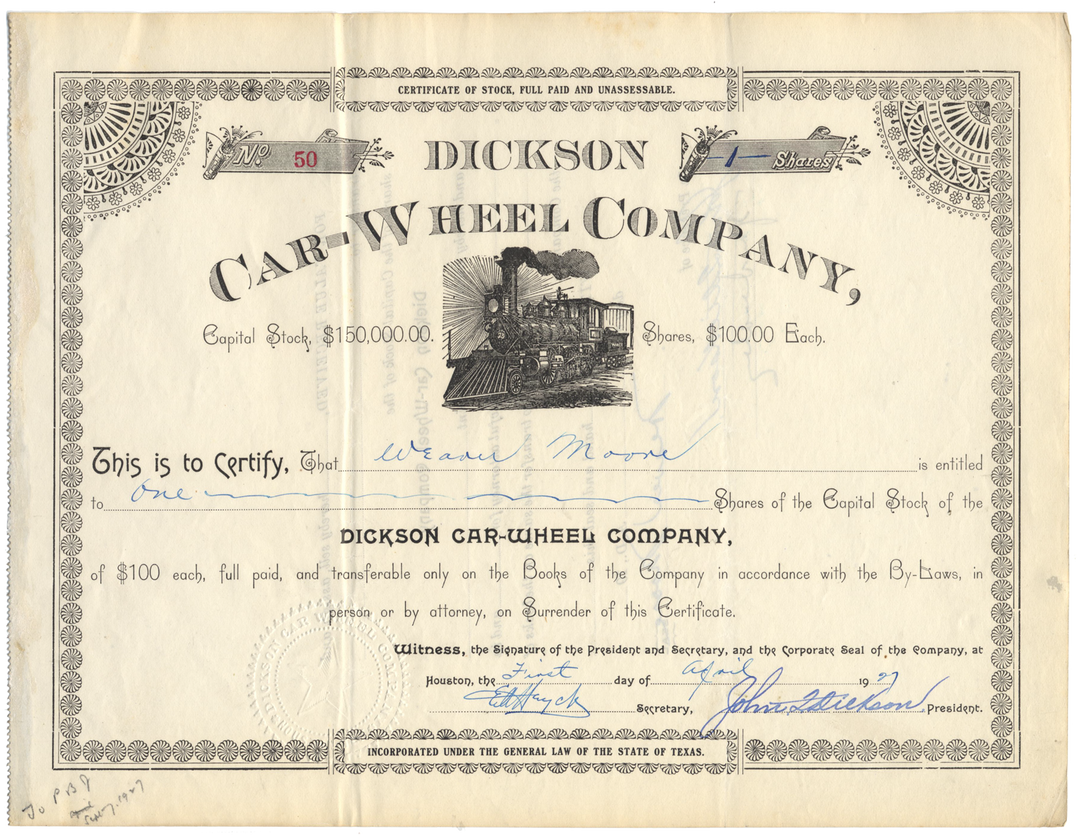 CERTIFICATE OF STOCK, FULL PAID AND UNASSESSABLE.
No. 50
DICKSON
1 Shares
CAR-WHEEL COMPANY,
Capital Stock, $150,000.00.
Shares, $100.00 Each.
This is to Certify, That Weaver Moore is entitled
to One Shares of the Capital Stock of the
DICKSON CAR-WHEEL COMPANY,
of $100 each, full paid, and transferable only on the Books of the Company in accordance with the By-Laws, in
person or by attorney, on Surrender of this Certificate.
Witness, the Signature of the President and Secretary, and the Corporate Seal of the Company, at
Houston, the First day of April 1927
Secretary, John F Dickson President.
INCORPORATED UNDER THE GENERAL LAW OF THE STATE OF TEXAS.
To P B
1927